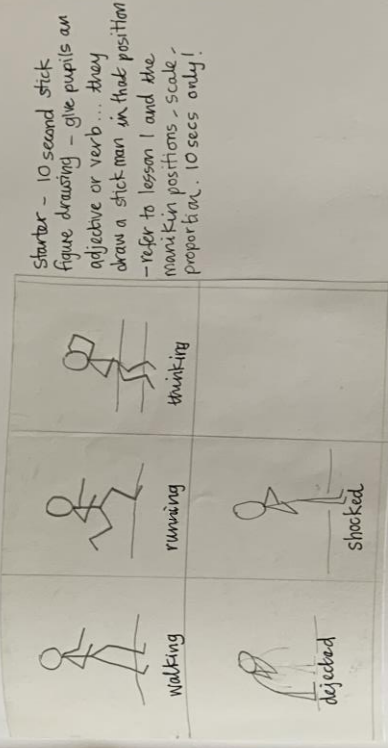 Starter - 10 second stick
figure drawing - give pupils an
adjective or verb... they
draw a stick man in that position
- refer to lesson 1 and the
manikin positions - scale -
proportion. 10 secs only!
walking
running
thinking
dejected
shocked